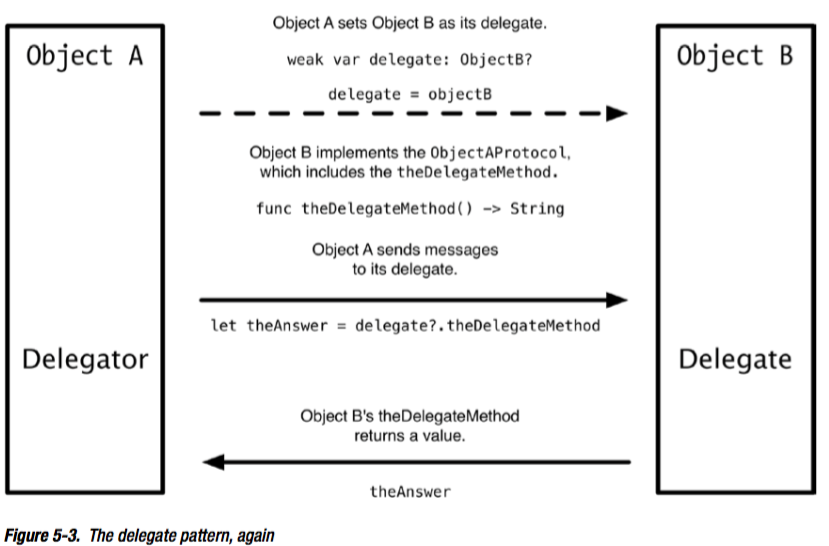 Object A
Object B
Object A sets Object B as its delegate.
weak var delegate: ObjectB?
delegate = objectB
Object B implements the ObjectAProtocol,
which includes the theDelegateMethod.
func theDelegateMethod() -> String
Object A sends messages
to its delegate.
let theAnswer = delegate?.theDelegateMethod
Delegator
Delegate
Object B's theDelegateMethod
returns a value.
theAnswer
Figure 5-3. The delegate pattern, again